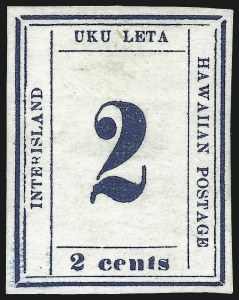 UKU LETA
INTERISLAND
2
HAWAIIAN POSTAGE
2 cents